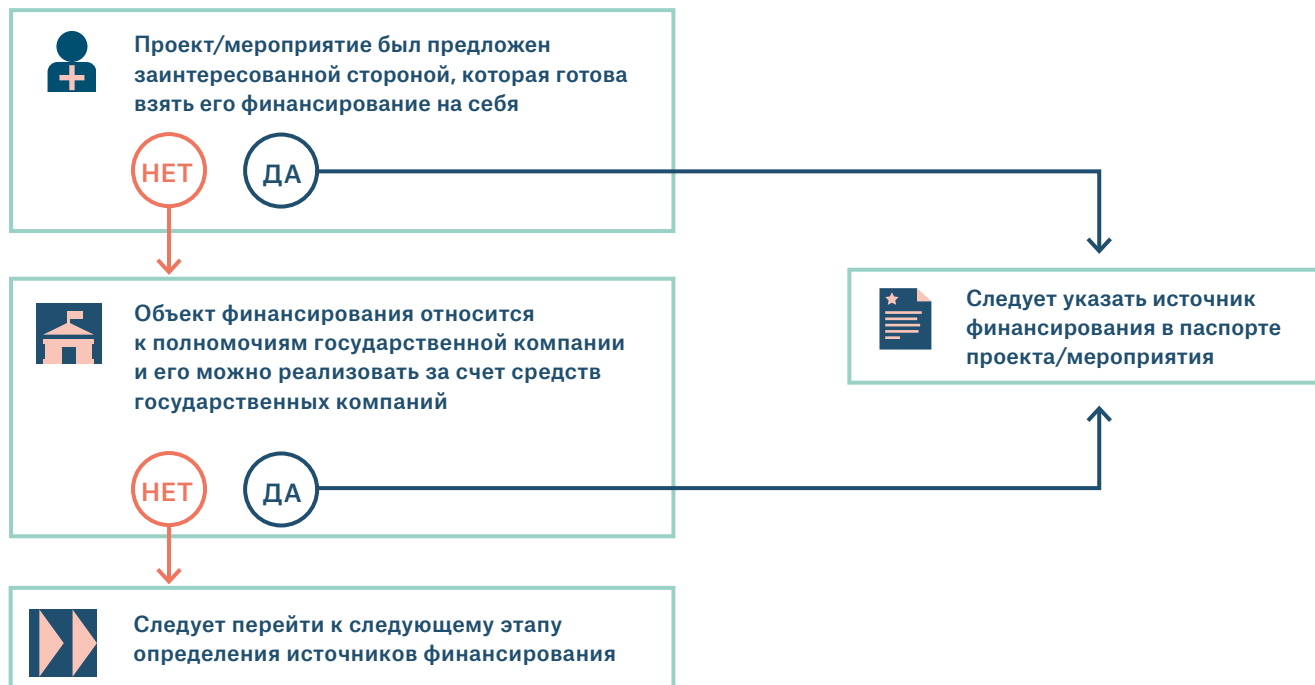 Проект/мероприятие был предложен
заинтересованной стороной, которая готова
взять его финансирование на себя
НЕТ
ДА
Объект финансирования относится
к полномочиям государственной компании
и его можно реализовать за счет средств
государственных компаний
НЕТ
ДА
Следует указать источник
финансирования в паспорте
проекта/мероприятия
Следует перейти к следующему этапу
определения источников финансирования